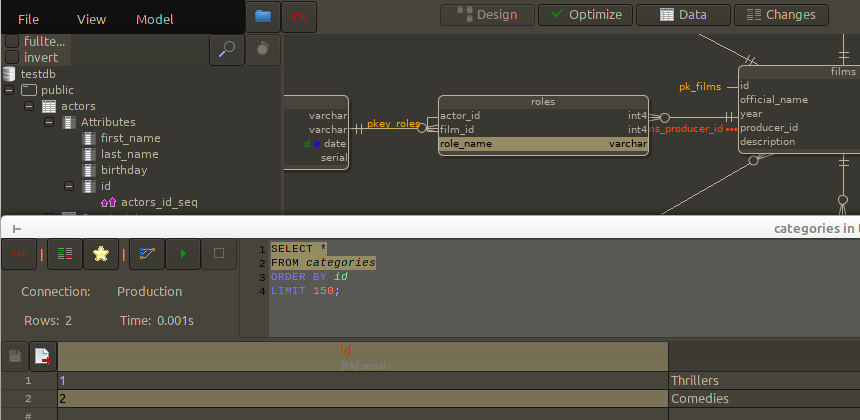 File View Model Design Optimize Data Changes
fullte...
invert
testdb
public
actors
Attributes
first_name
last_name
birthday
id
actors_id_seq
varchar
varchar
d date
serial
pkey_roles
roles
actor_id int4
film_id int4
role_name varchar
ns_producer_id
pk_films
films
id
official_name
year
producer_id
description
categories in t
Connection: Production
Rows: 2 Time: 0.001s
1 SELECT *
2 FROM categories
3 ORDER BY id
4 LIMIT 150;
id
[PK] serial
1 1 Thrillers
2 2 Comedies
#